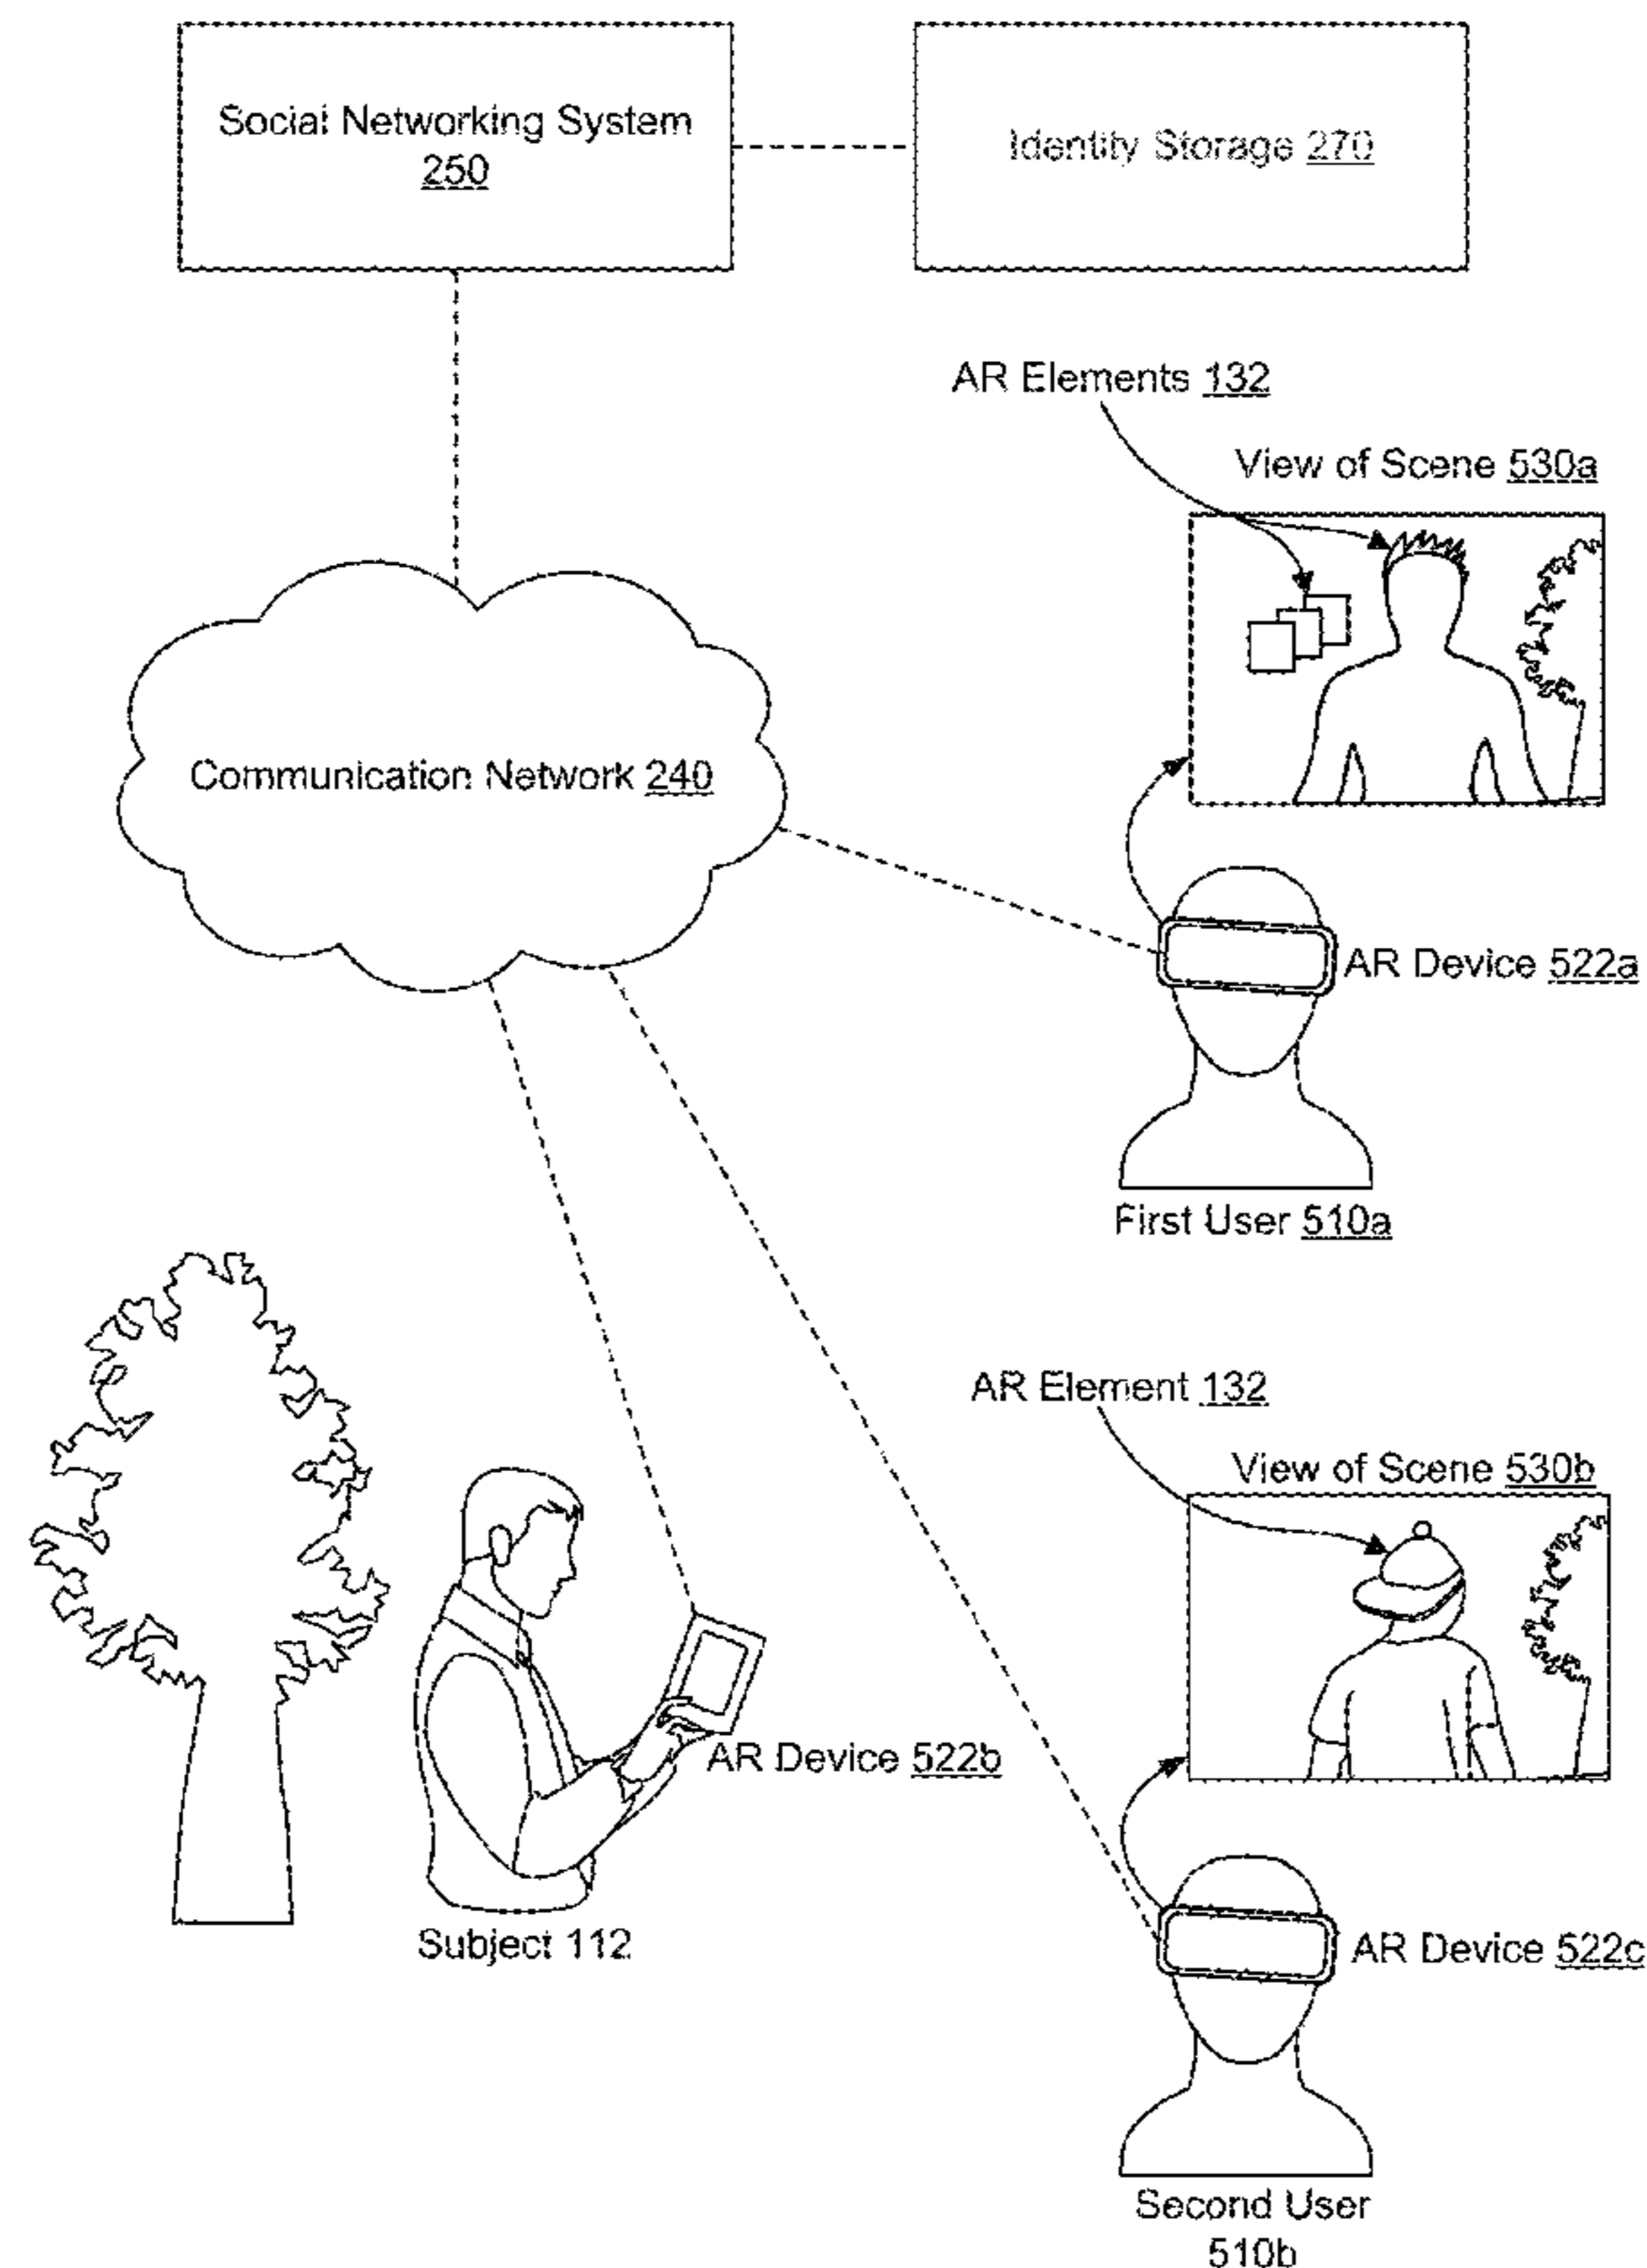 Social Networking System
250
Identity Storage 270
AR Elements 132
View of Scene 530a
Communication Network 240
AR Device 522a
First User 510a
AR Element 132
View of Scene 530b
AR Device 522b
Subject 112
AR Device 522c
Second User
510b